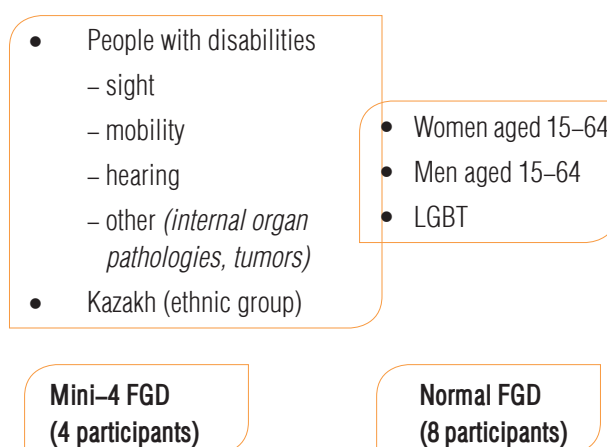 ● People with disabilities
– sight
– mobility
– hearing
– other (internal organ
pathologies, tumors)
● Kazakh (ethnic group)
● Women aged 15–64
● Men aged 15–64
● LGBT
Mini–4 FGD
(4 participants)
Normal FGD
(8 participants)